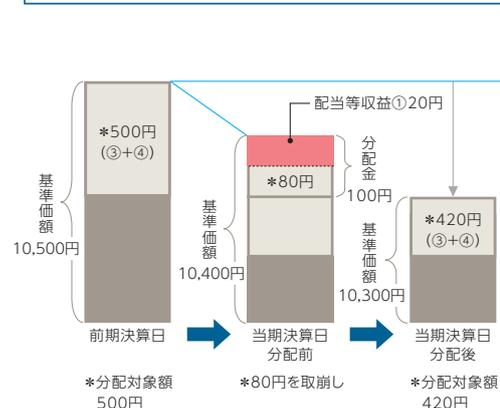 配当等収益①20円
*500円
(③+④)
基準価額
10,500円
*80円
分配金
100円
基準価額
10,400円
*420円
(③+④)
基準価額
10,300円
前期決算日
当期決算日
分配前
当期決算日
分配後
*分配対象額
500円
*80円を取崩し
*分配対象額
420円